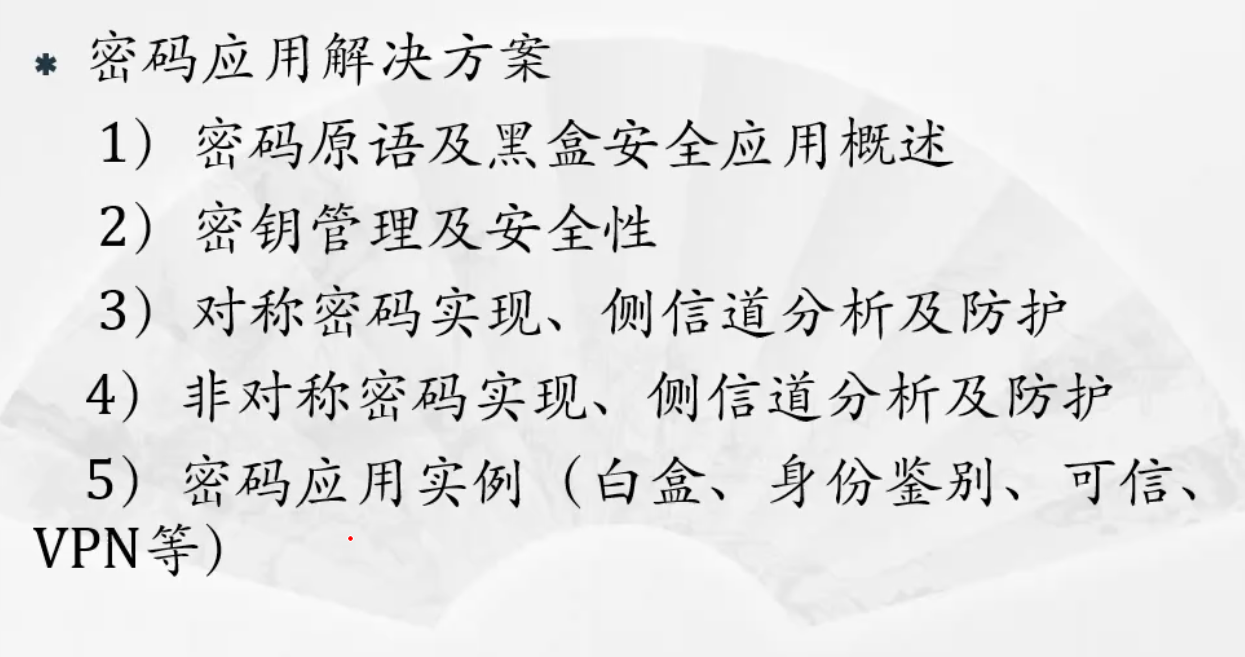 * 密码应用解决方案
1）密码原语及黑盒安全应用概述
2）密钥管理及安全性
3）对称密码实现、侧信道分析及防护
4）非对称密码实现、侧信道分析及防护
5）密码应用实例（白盒、身份鉴别、可信、
VPN等）